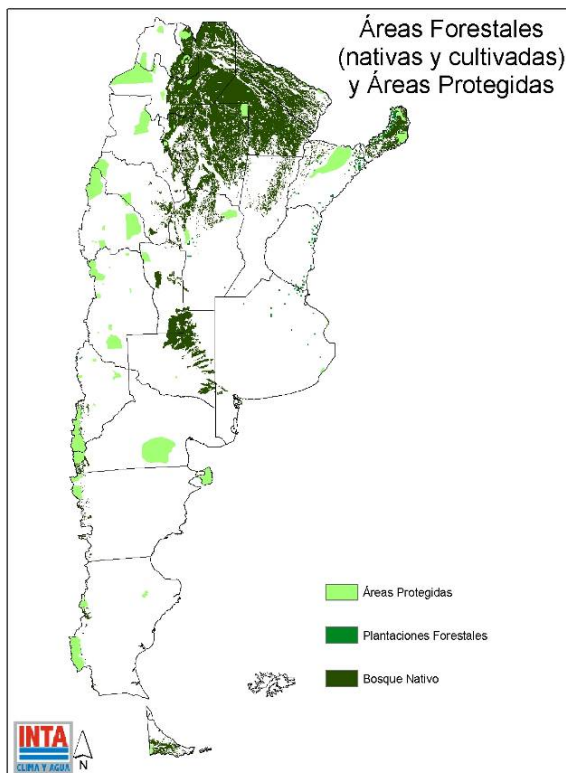 Áreas Forestales
(nativas y cultivadas)
y Áreas Protegidas
Áreas Protegidas
Plantaciones Forestales
Bosque Nativo
INTA
CLIMA Y AGUA
N